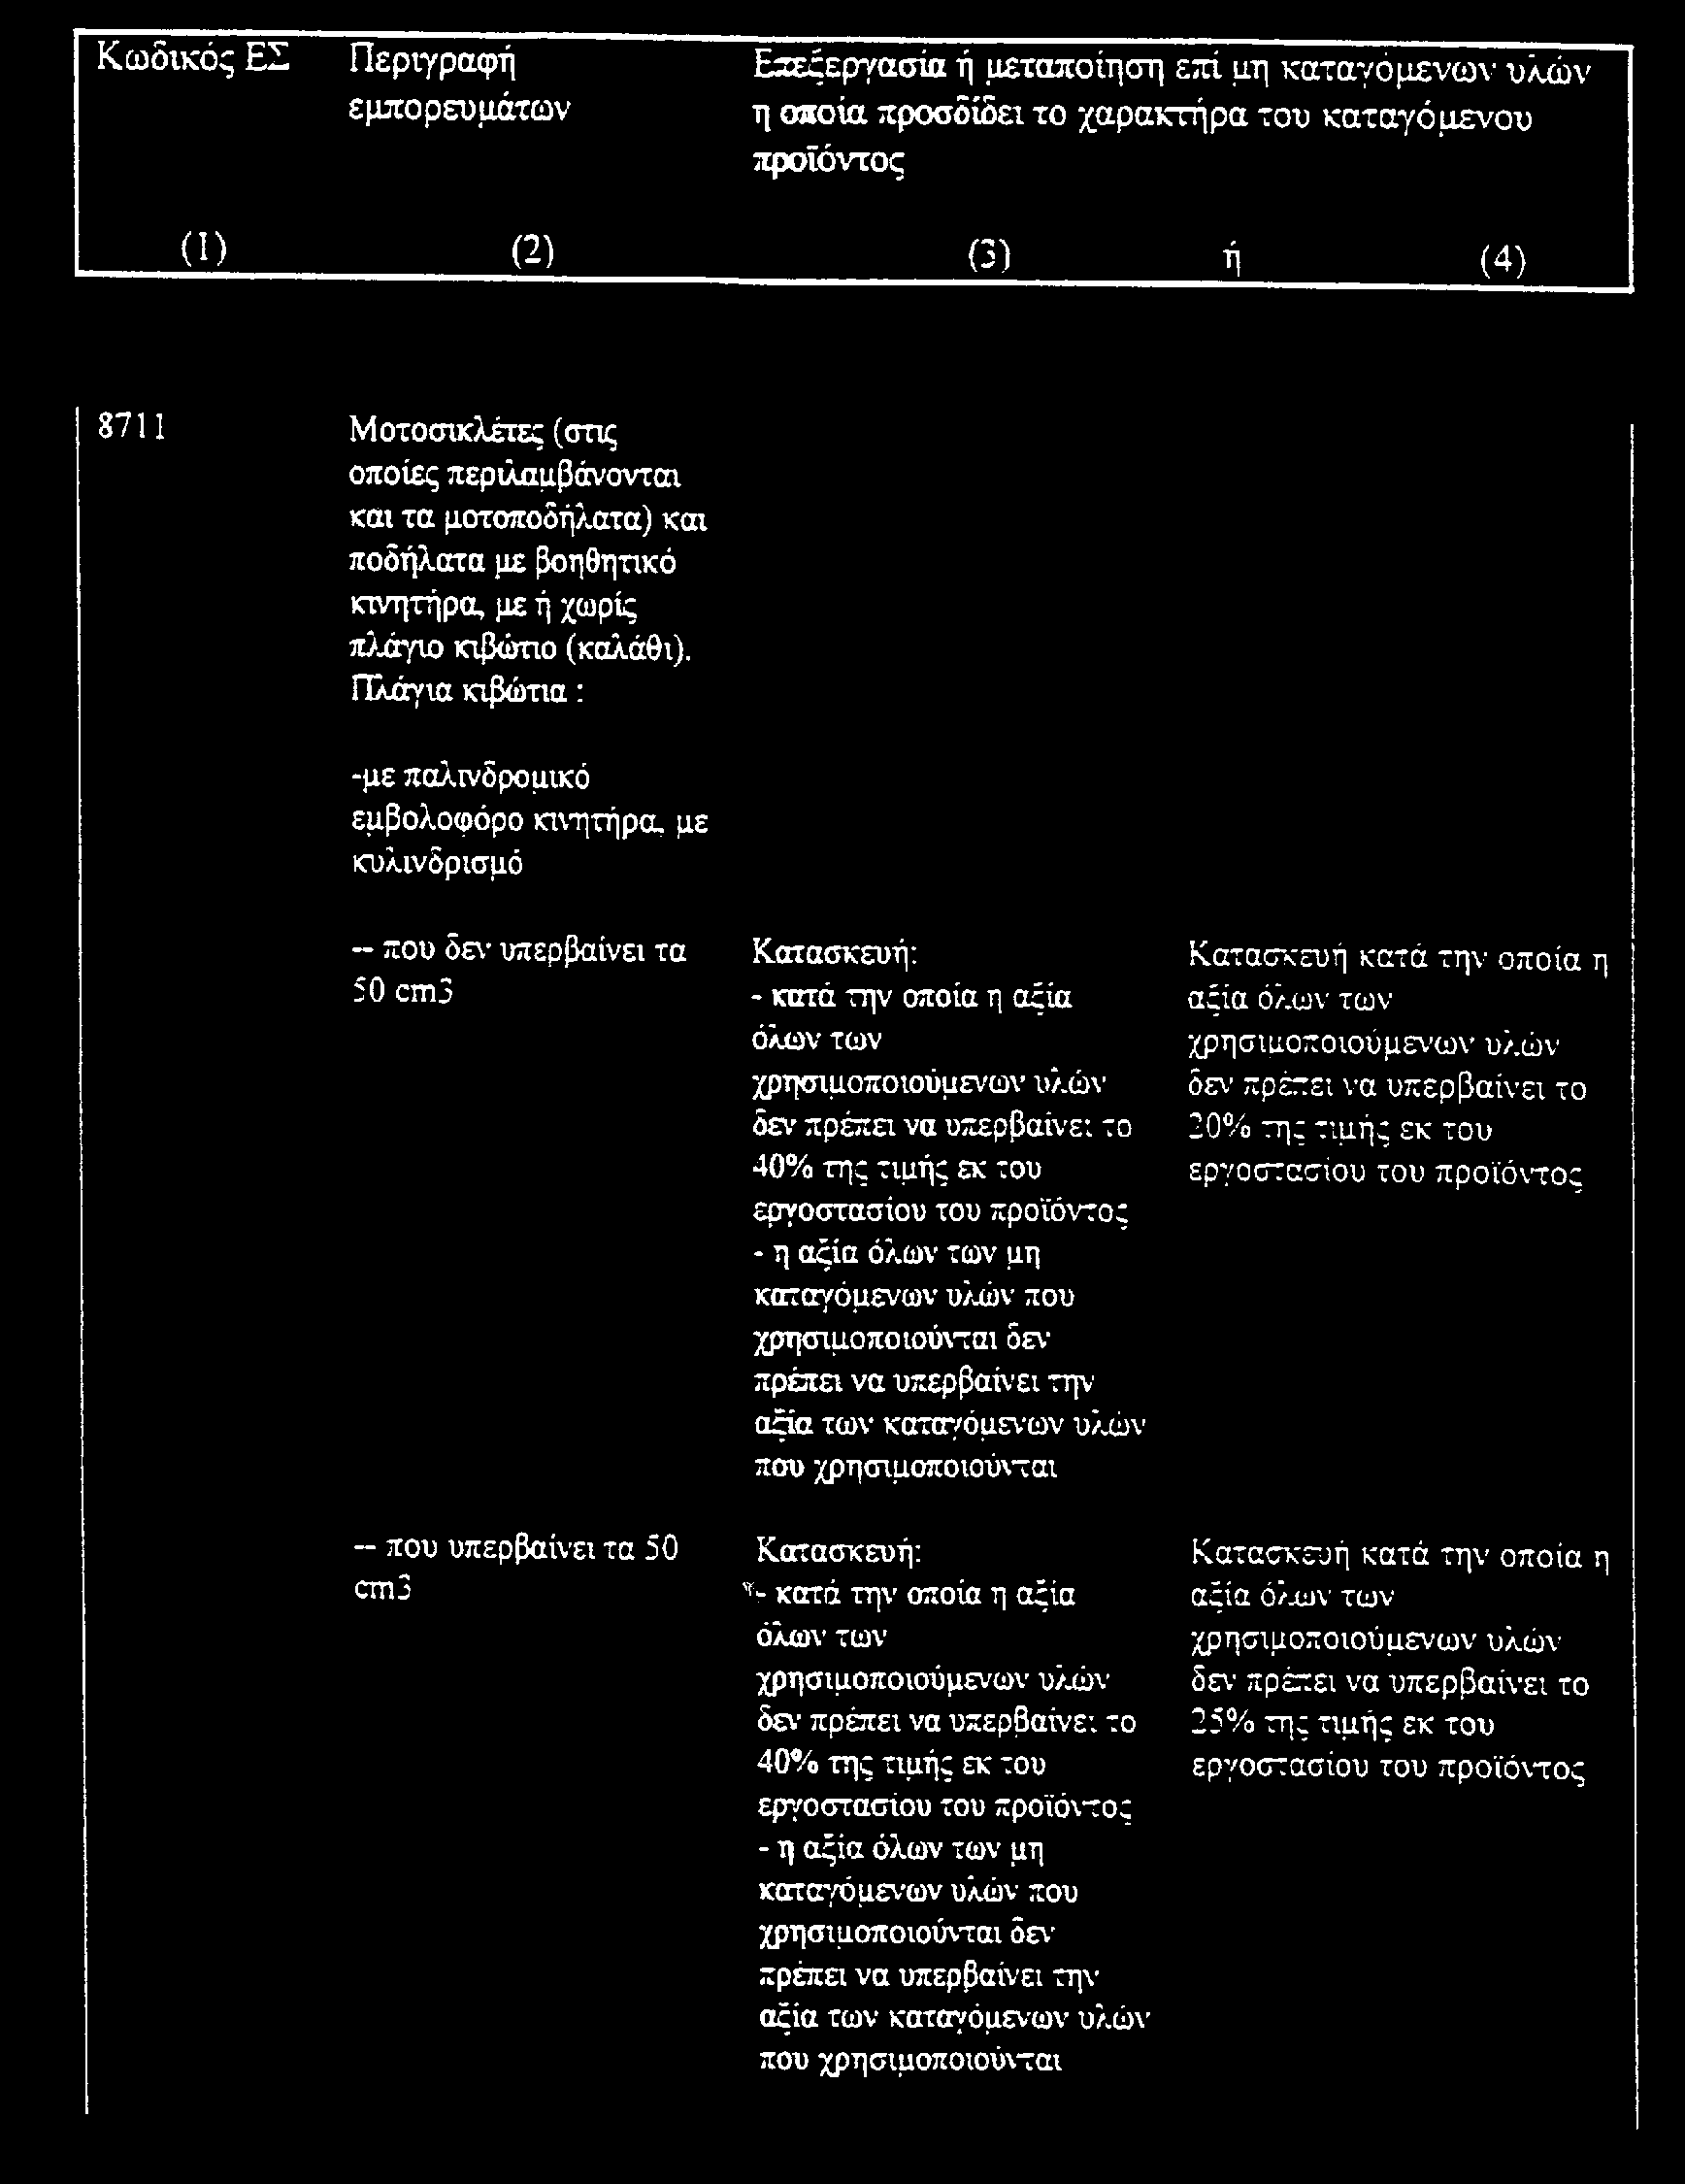 Κωδικός ΕΣ
Περιγραφή
εμπορευμάτων
Επεξεργασία ή μεταποίηση επί μη καταγόμενων υλών
η οποία προσδίδει το χαρακτήρα του καταγόμενου
προϊόντος
(1)
(2)
(3)
ή
(4)
8711
Μοτοσικλέτες (στις
οποίες περιλαμβάνονται
και τα μοτοποδήλατα) και
ποδήλατα με βοηθητικό
κινητήρα, με ή χωρίς
πλάγιο κιβώτιο (καλάθι).
Πλάγια κιβώτια :
-με παλινδρομικό
εμβολοφόρο κινητήρα, με
κυλινδρισμό
-- που δεν υπερβαίνει τα
50 cm3
Κατασκευή:
- κατά την οποία η αξία
όλων των
χρησιμοποιούμενων υλών
δεν πρέπει να υπερβαίνει το
40% της τιμής εκ του
εργοστασίου του προϊόντος
- η αξία όλων των μη
καταγόμενων υλών που
χρησιμοποιούνται δεν
πρέπει να υπερβαίνει την
αξία των καταγόμενων υλών
που χρησιμοποιούνται
Κατασκευή κατά την οποία η
αξία όλων των
χρησιμοποιούμενων υλών
δεν πρέπει να υπερβαίνει το
20% της τιμής εκ του
εργοστασίου του προϊόντος
-- που υπερβαίνει τα 50
cm3
Κατασκευή:
- κατά την οποία η αξία
όλων των
χρησιμοποιούμενων υλών
δεν πρέπει να υπερβαίνει το
40% της τιμής εκ του
εργοστασίου του προϊόντος
- η αξία όλων των μη
καταγόμενων υλών που
χρησιμοποιούνται δεν
πρέπει να υπερβαίνει την
αξία των καταγόμενων υλών
που χρησιμοποιούνται
Κατασκευή κατά την οποία η
αξία όλων των
χρησιμοποιούμενων υλών
δεν πρέπει να υπερβαίνει το
25% της τιμής εκ του
εργοστασίου του προϊόντος